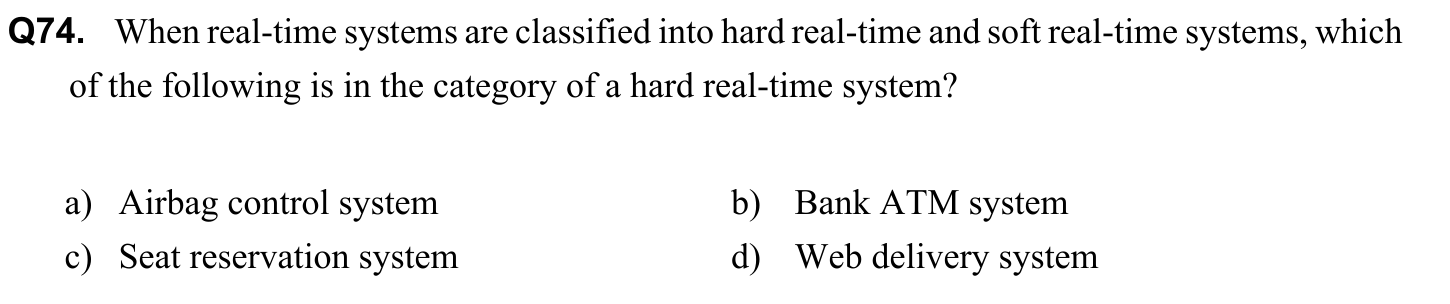 Q74. When real-time systems are classified into hard real-time and soft real-time systems, which
of the following is in the category of a hard real-time system?
a) Airbag control system b) Bank ATM system
c) Seat reservation system d) Web delivery system